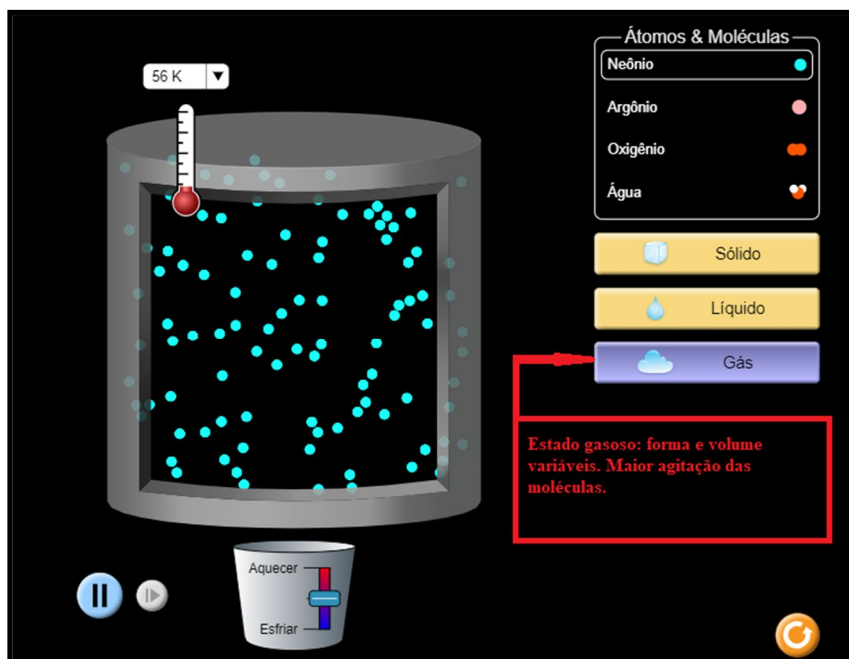 Átomos & Moléculas
56 K
Neônio
Argônio
Oxigênio
Água
Sólido
Líquido
Gás
Estado gasoso: forma e volume
variáveis. Maior agitação das
moléculas.
Aquecer
Esfriar